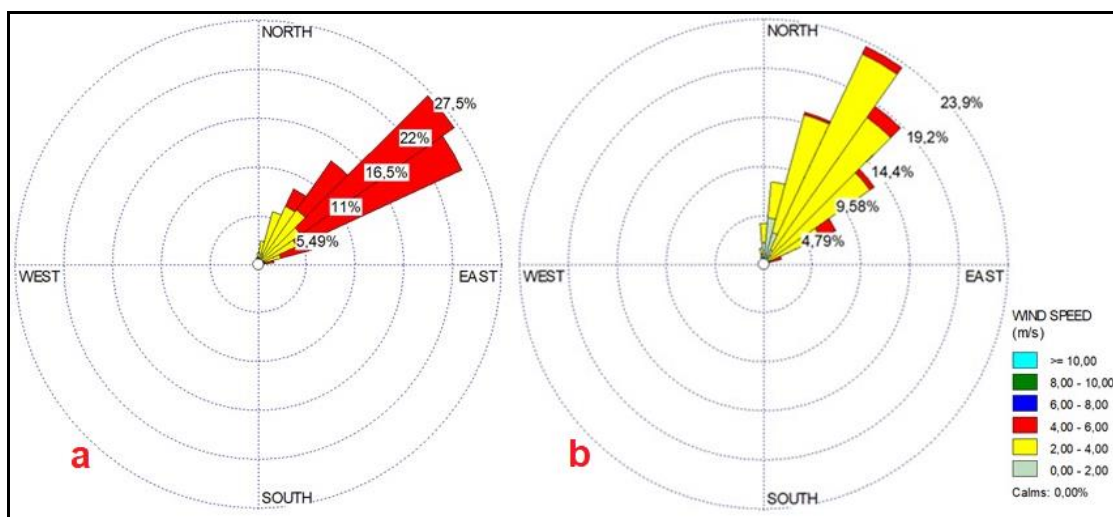 NORTH
27,5%
22%
16,5%
11%
5,49%
WEST
EAST
SOUTH
a
NORTH
23,9%
19,2%
14,4%
9,58%
4,79%
WEST
EAST
SOUTH
b
WIND SPEED
(m/s)
>= 10,00
8,00 - 10,00
6,00 - 8,00
4,00 - 6,00
2,00 - 4,00
0,00 - 2,00
Calms: 0,00%